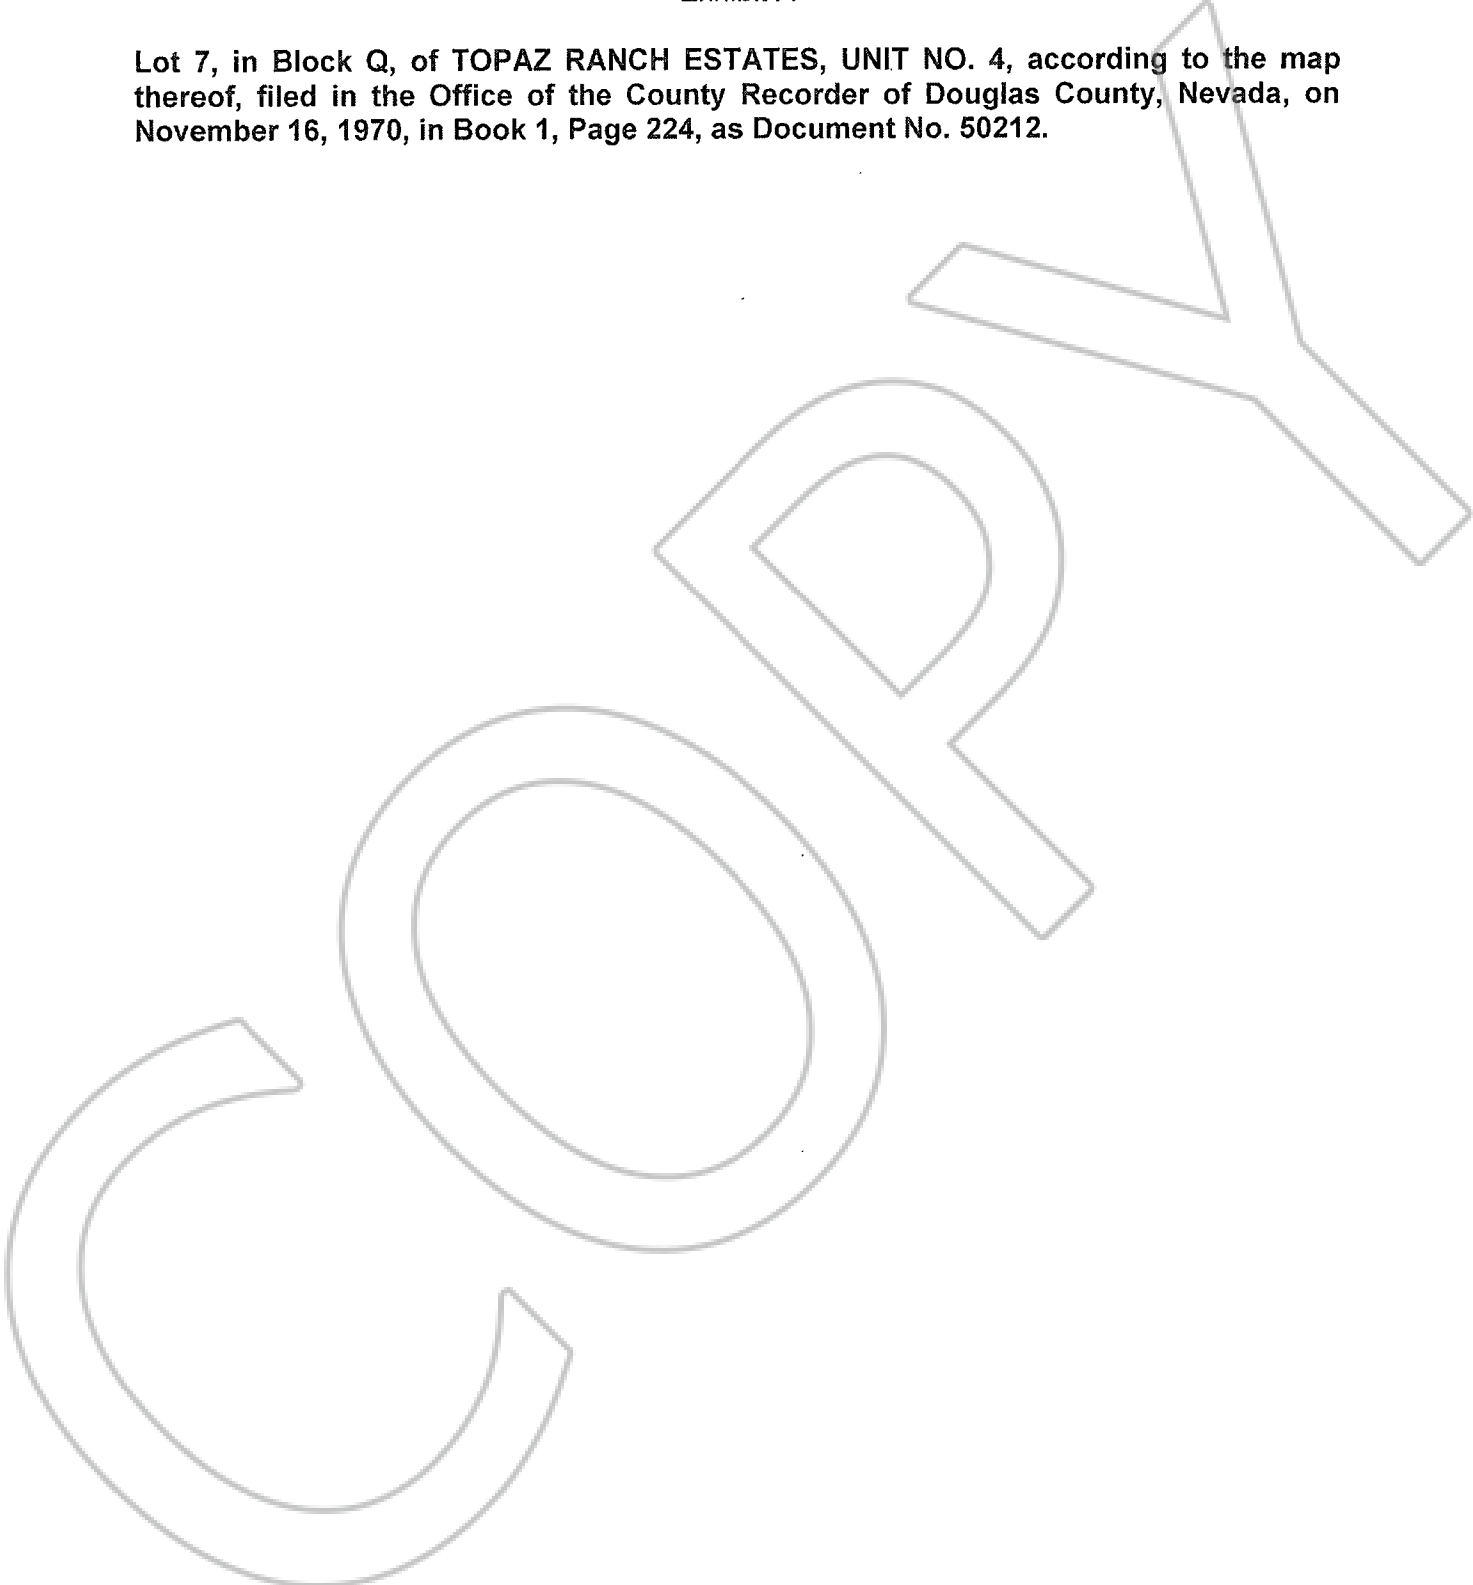 Lot 7, in Block Q, of TOPAZ RANCH ESTATES, UNIT NO. 4, according to the map
thereof, filed in the Office of the County Recorder of Douglas County, Nevada, on
November 16, 1970, in Book 1, Page 224, as Document No. 50212.
COPY